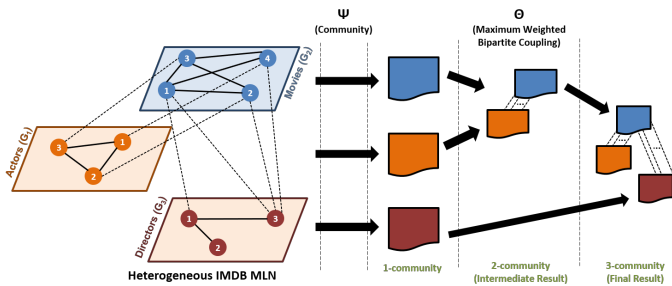 Ψ
(Community)
Θ
(Maximum Weighted
Bipartite Coupling)
Movies (G2)
3
4
1
2
Actors (G1)
1
3
2
Directors (G3)
1
3
2
Heterogeneous IMDB MLN
1-community
2-community
(Intermediate Result)
3-community
(Final Result)